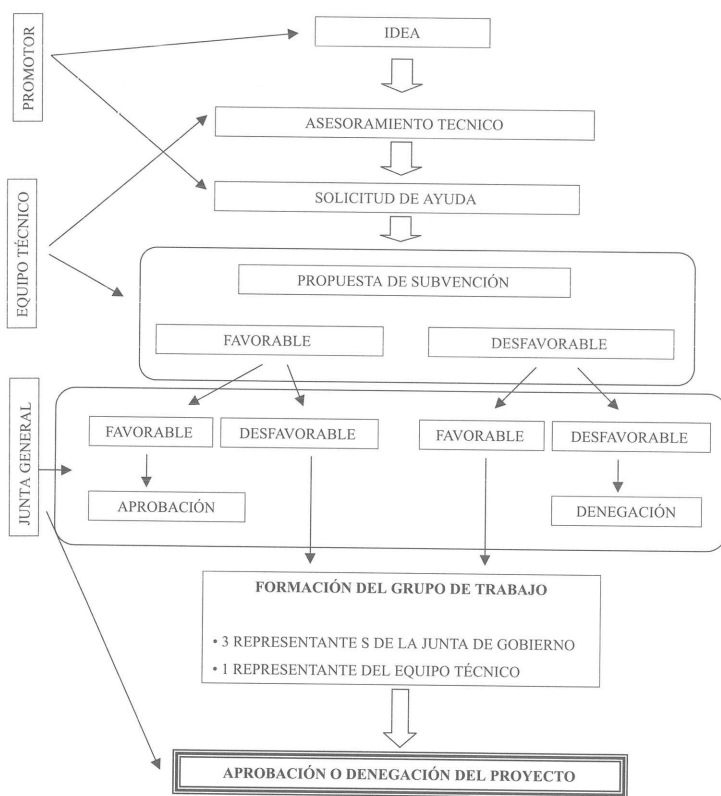 PROMOTOR
IDEA
ASESORAMIENTO TECNICO
SOLICITUD DE AYUDA
EQUIPO TÉCNICO
PROPUESTA DE SUBVENCIÓN
FAVORABLE
DESFAVORABLE
JUNTA GENERAL
FAVORABLE
DESFAVORABLE
FAVORABLE
DESFAVORABLE
APROBACIÓN
DENEGACIÓN
FORMACIÓN DEL GRUPO DE TRABAJO
• 3 REPRESENTANTE S DE LA JUNTA DE GOBIERNO
• 1 REPRESENTANTE DEL EQUIPO TÉCNICO
APROBACIÓN O DENEGACIÓN DEL PROYECTO